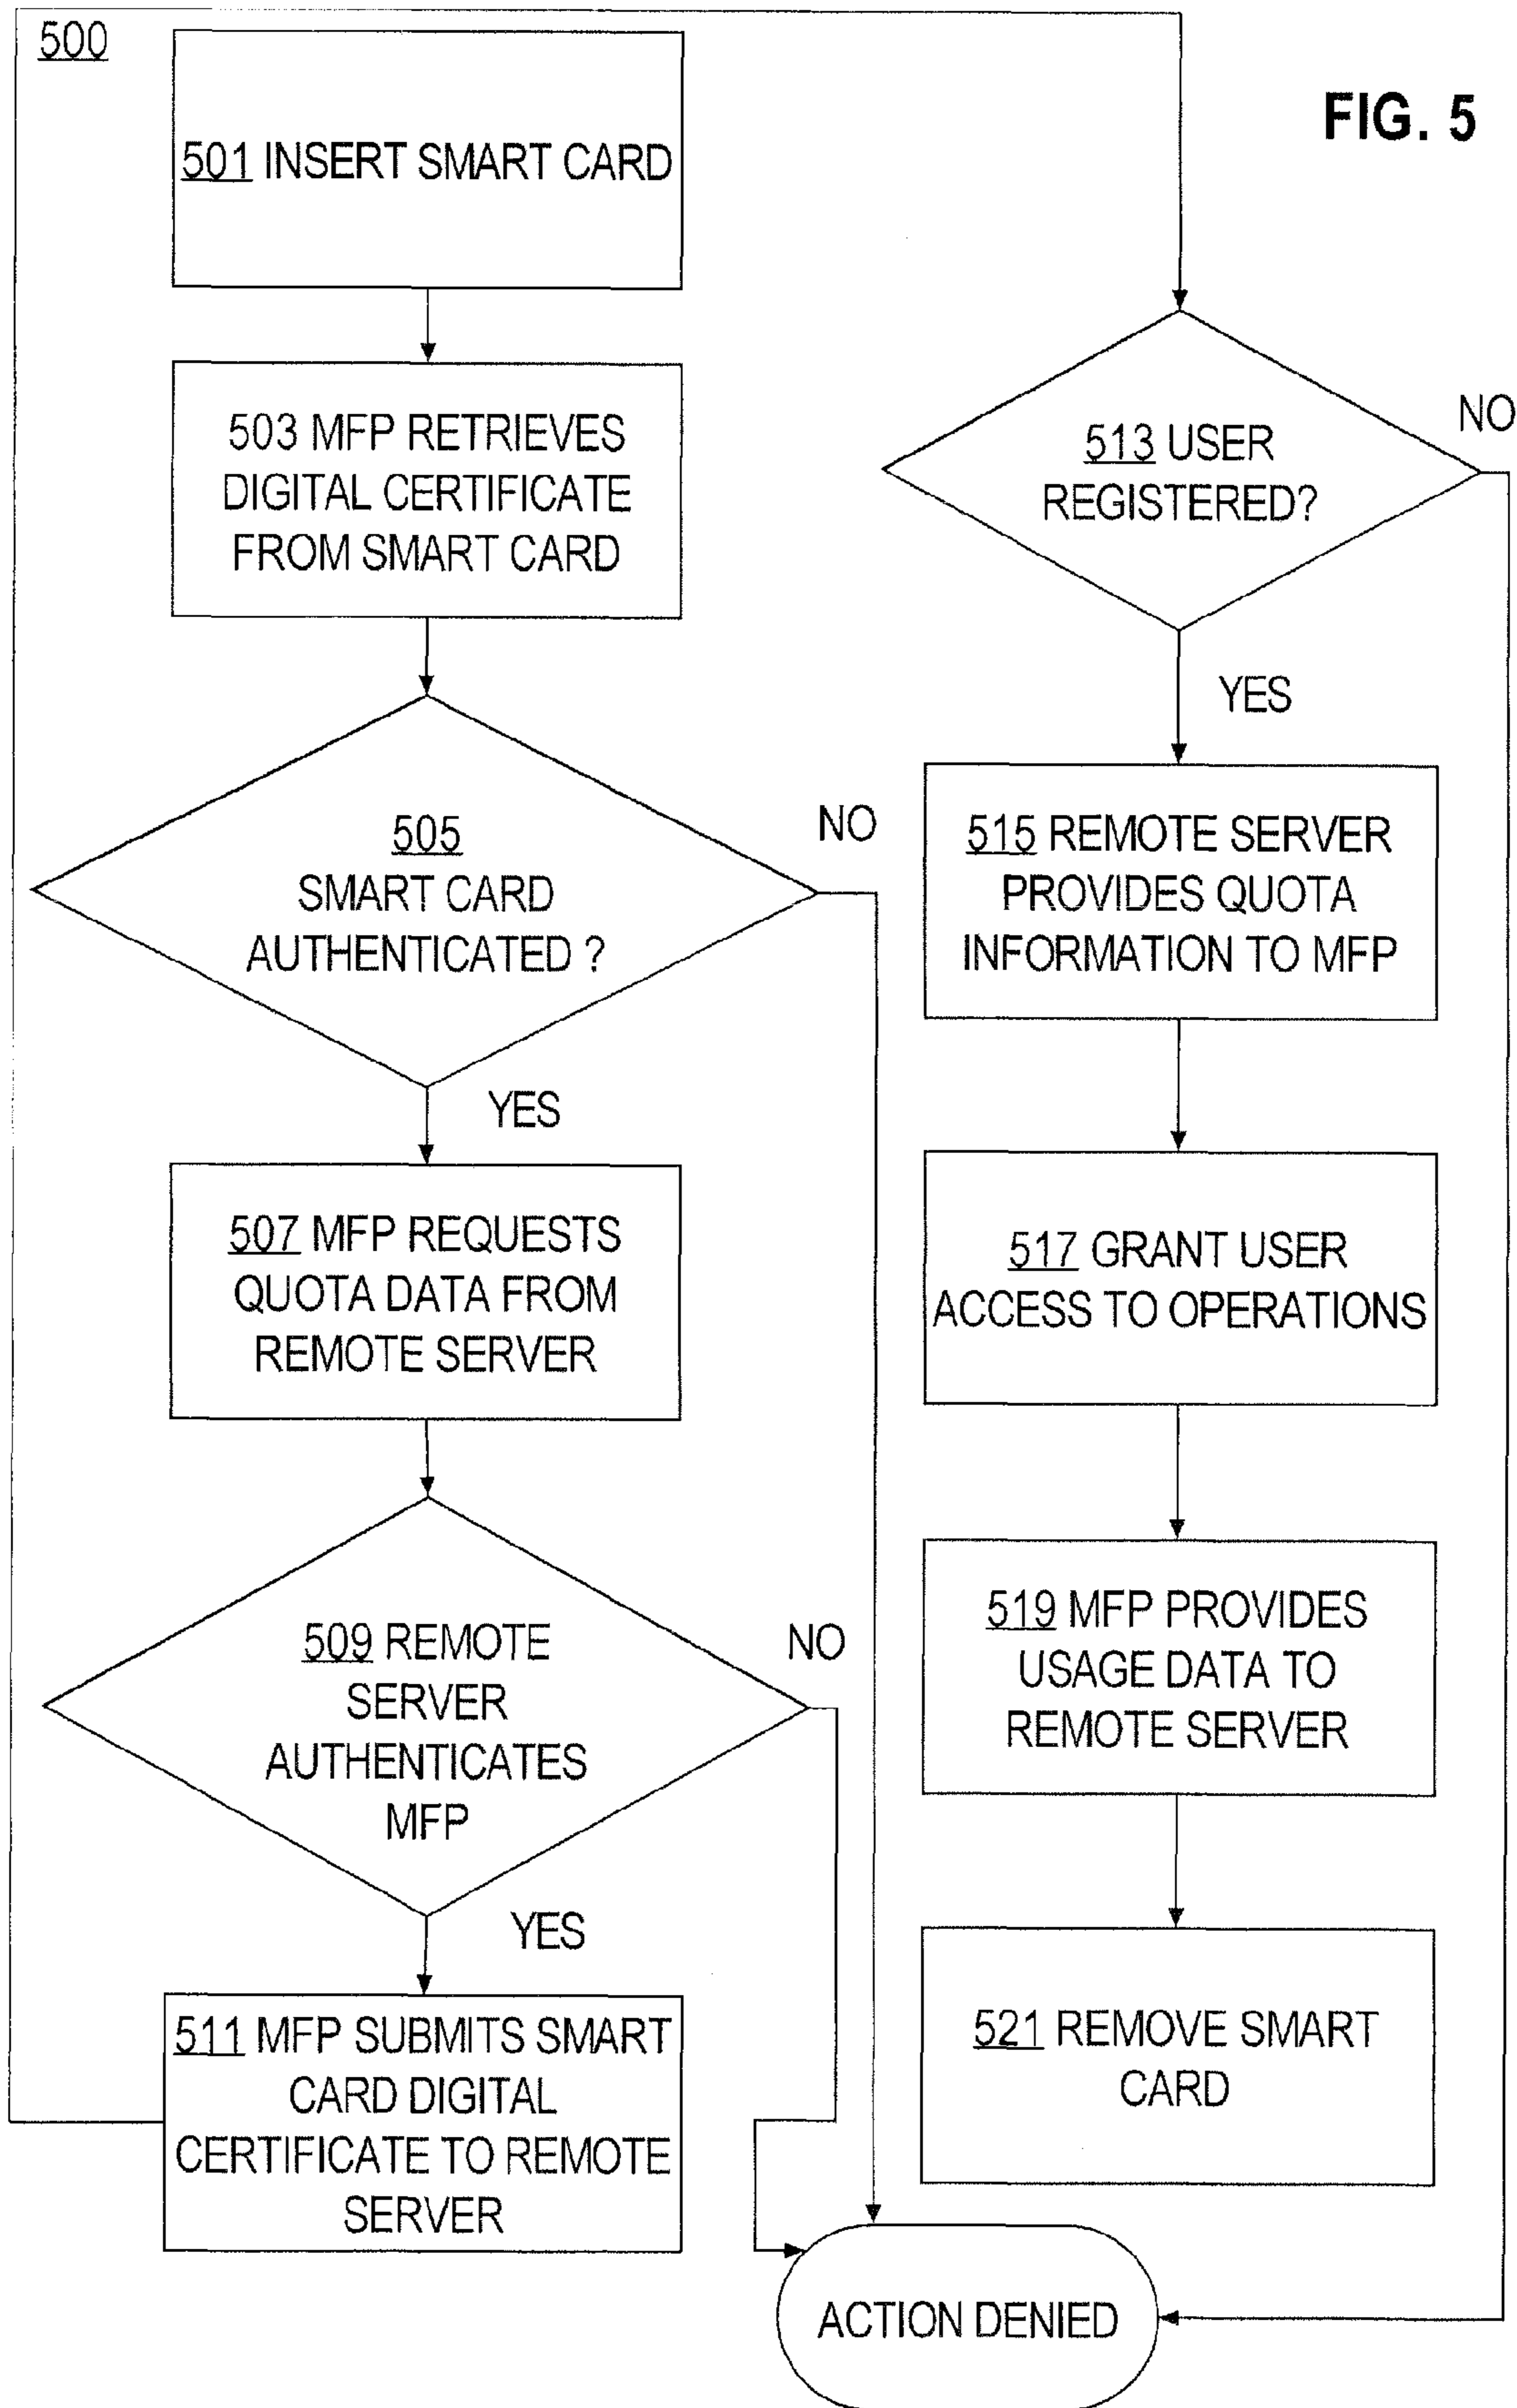 500
FIG. 5
501 INSERT SMART CARD
503 MFP RETRIEVES
DIGITAL CERTIFICATE
FROM SMART CARD
505
SMART CARD
AUTHENTICATED ?
NO
YES
507 MFP REQUESTS
QUOTA DATA FROM
REMOTE SERVER
509 REMOTE
SERVER
AUTHENTICATES
MFP
NO
YES
511 MFP SUBMITS SMART
CARD DIGITAL
CERTIFICATE TO REMOTE
SERVER
513 USER
REGISTERED?
NO
YES
515 REMOTE SERVER
PROVIDES QUOTA
INFORMATION TO MFP
517 GRANT USER
ACCESS TO OPERATIONS
519 MFP PROVIDES
USAGE DATA TO
REMOTE SERVER
521 REMOVE SMART
CARD
ACTION DENIED